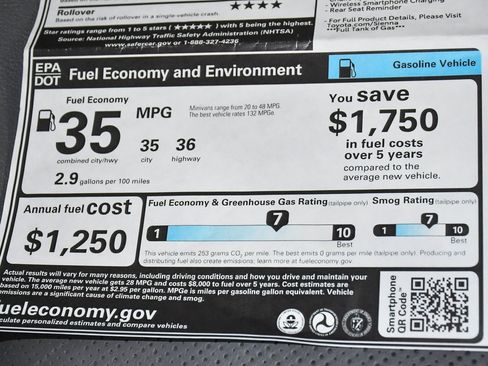 Rollover
Based on the risk of rollover in a single-vehicle crash.
★★★★
Star ratings range from 1 to 5 stars (★★★★★) with 5 being the highest.
Source: National Highway Traffic Safety Administration (NHTSA)
www.safercar.gov or 1-888-327-4236
- Wireless Smartphone Charging
- Rear Seat Reminder
- For Full Product Details, Please Visit
Toyota.com/Sienna
**Full Tank of Gas**
EPA
DOT
Fuel Economy and Environment
Gasoline Vehicle
Fuel Economy
35
MPG
35
36
combined city/hwy
city
highway
Minivans range from 20 to 48 MPG.
The best vehicle rates 132 MPGe.
2.9 gallons per 100 miles
You save
$1,750
in fuel costs
over 5 years
compared to the
average new vehicle.
Annual fuel cost
$1,250
Fuel Economy & Greenhouse Gas Rating (tailpipe only)
1
7
10
Best
Smog Rating (tailpipe only)
1
7
10
Best
This vehicle emits 253 grams CO2 per mile. The best emits 0 grams per mile (tailpipe only). Producing and
distributing fuel also create emissions; learn more at fueleconomy.gov.
Actual results will vary for many reasons, including driving conditions and how you drive and maintain your
vehicle. The average new vehicle gets 28 MPG and costs $8,000 to fuel over 5 years. Cost estimates are
based on 15,000 miles per year at $2.95 per gallon. MPGe is miles per gasoline gallon equivalent. Vehicle
emissions are a significant cause of climate change and smog.
fueleconomy.gov
culate personalized estimates and compare vehicles
Smartphone
QR Code™